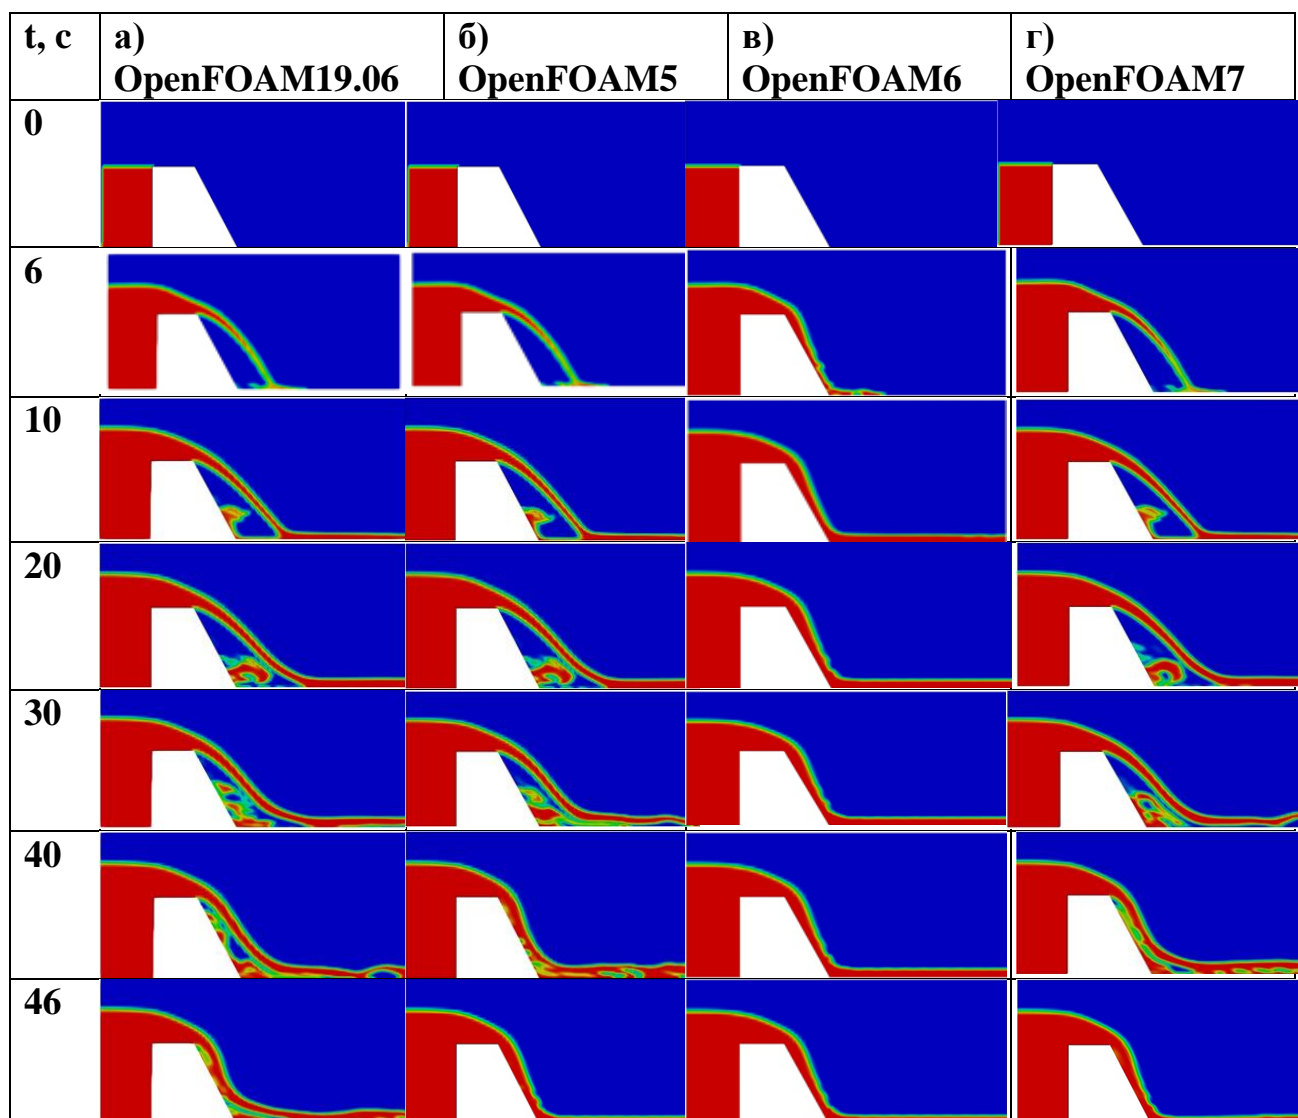 t, с
а)
OpenFOAM19.06
б)
OpenFOAM5
в)
OpenFOAM6
г)
OpenFOAM7
0
6
10
20
30
40
46